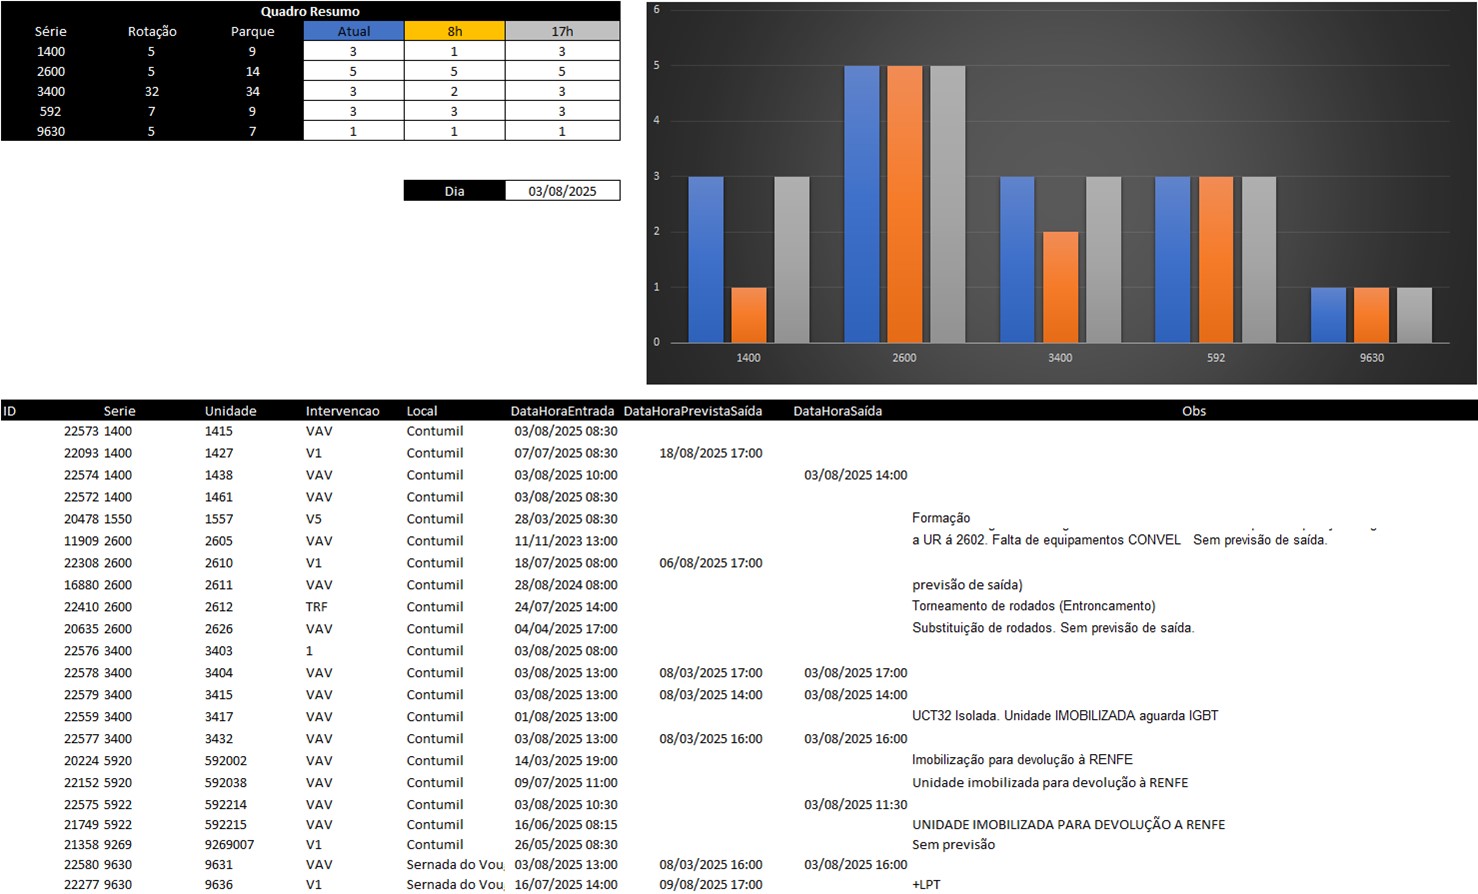 Quadro Resumo
Série Rotação Parque Atual 8h 17h
1400 5 9 3 1 3
2600 5 14 5 5 5
3400 32 34 3 2 3
592 7 9 3 3 3
9630 5 7 1 1 1
Dia 03/08/2025
6
5
4
3
2
1
0
1400 2600 3400 592 9630
ID Serie Unidade Intervencao Local DataHoraEntrada DataHoraPrevistaSaída DataHoraSaída Obs
22573 1400 1415 VAV Contumil 03/08/2025 08:30
22093 1400 1427 V1 Contumil 07/07/2025 08:30 18/08/2025 17:00
22574 1400 1438 VAV Contumil 03/08/2025 10:00 03/08/2025 14:00
22572 1400 1461 VAV Contumil 03/08/2025 08:30
20478 1550 1557 V5 Contumil 28/03/2025 08:30 Formação
11909 2600 2605 VAV Contumil 11/11/2023 13:00 a UR á 2602. Falta de equipamentos CONVEL Sem previsão de saída.
22308 2600 2610 V1 Contumil 18/07/2025 08:00 06/08/2025 17:00
16880 2600 2611 VAV Contumil 28/08/2024 08:00 previsão de saída)
22410 2600 2612 TRF Contumil 24/07/2025 14:00 Torneamento de rodados (Entroncamento)
20635 2600 2626 VAV Contumil 04/04/2025 17:00 Substituição de rodados. Sem previsão de saída.
22576 3400 3403 1 Contumil 03/08/2025 08:00
22578 3400 3404 VAV Contumil 03/08/2025 13:00 08/03/2025 17:00 03/08/2025 17:00
22579 3400 3415 VAV Contumil 03/08/2025 13:00 08/03/2025 14:00 03/08/2025 14:00
22559 3400 3417 VAV Contumil 01/08/2025 13:00 UCT32 Isolada. Unidade IMOBILIZADA aguarda IGBT
22577 3400 3432 VAV Contumil 03/08/2025 13:00 08/03/2025 16:00 03/08/2025 16:00
20224 5920 592002 VAV Contumil 14/03/2025 19:00 Imobilização para devolução à RENFE
22152 5920 592038 VAV Contumil 09/07/2025 11:00 Unidade imobilizada para devolução à RENFE
22575 5922 592214 VAV Contumil 03/08/2025 10:30 03/08/2025 11:30
21749 5922 592215 VAV Contumil 16/06/2025 08:15 UNIDADE IMOBILIZADA PARA DEVOLUÇÃO A RENFE
21358 9269 9269007 V1 Contumil 26/05/2025 08:30 Sem previsão
22580 9630 9631 VAV Sernada do Vou 03/08/2025 13:00 08/03/2025 16:00 03/08/2025 16:00
22277 9630 9636 V1 Sernada do Vou 16/07/2025 14:00 09/08/2025 17:00 +LPT